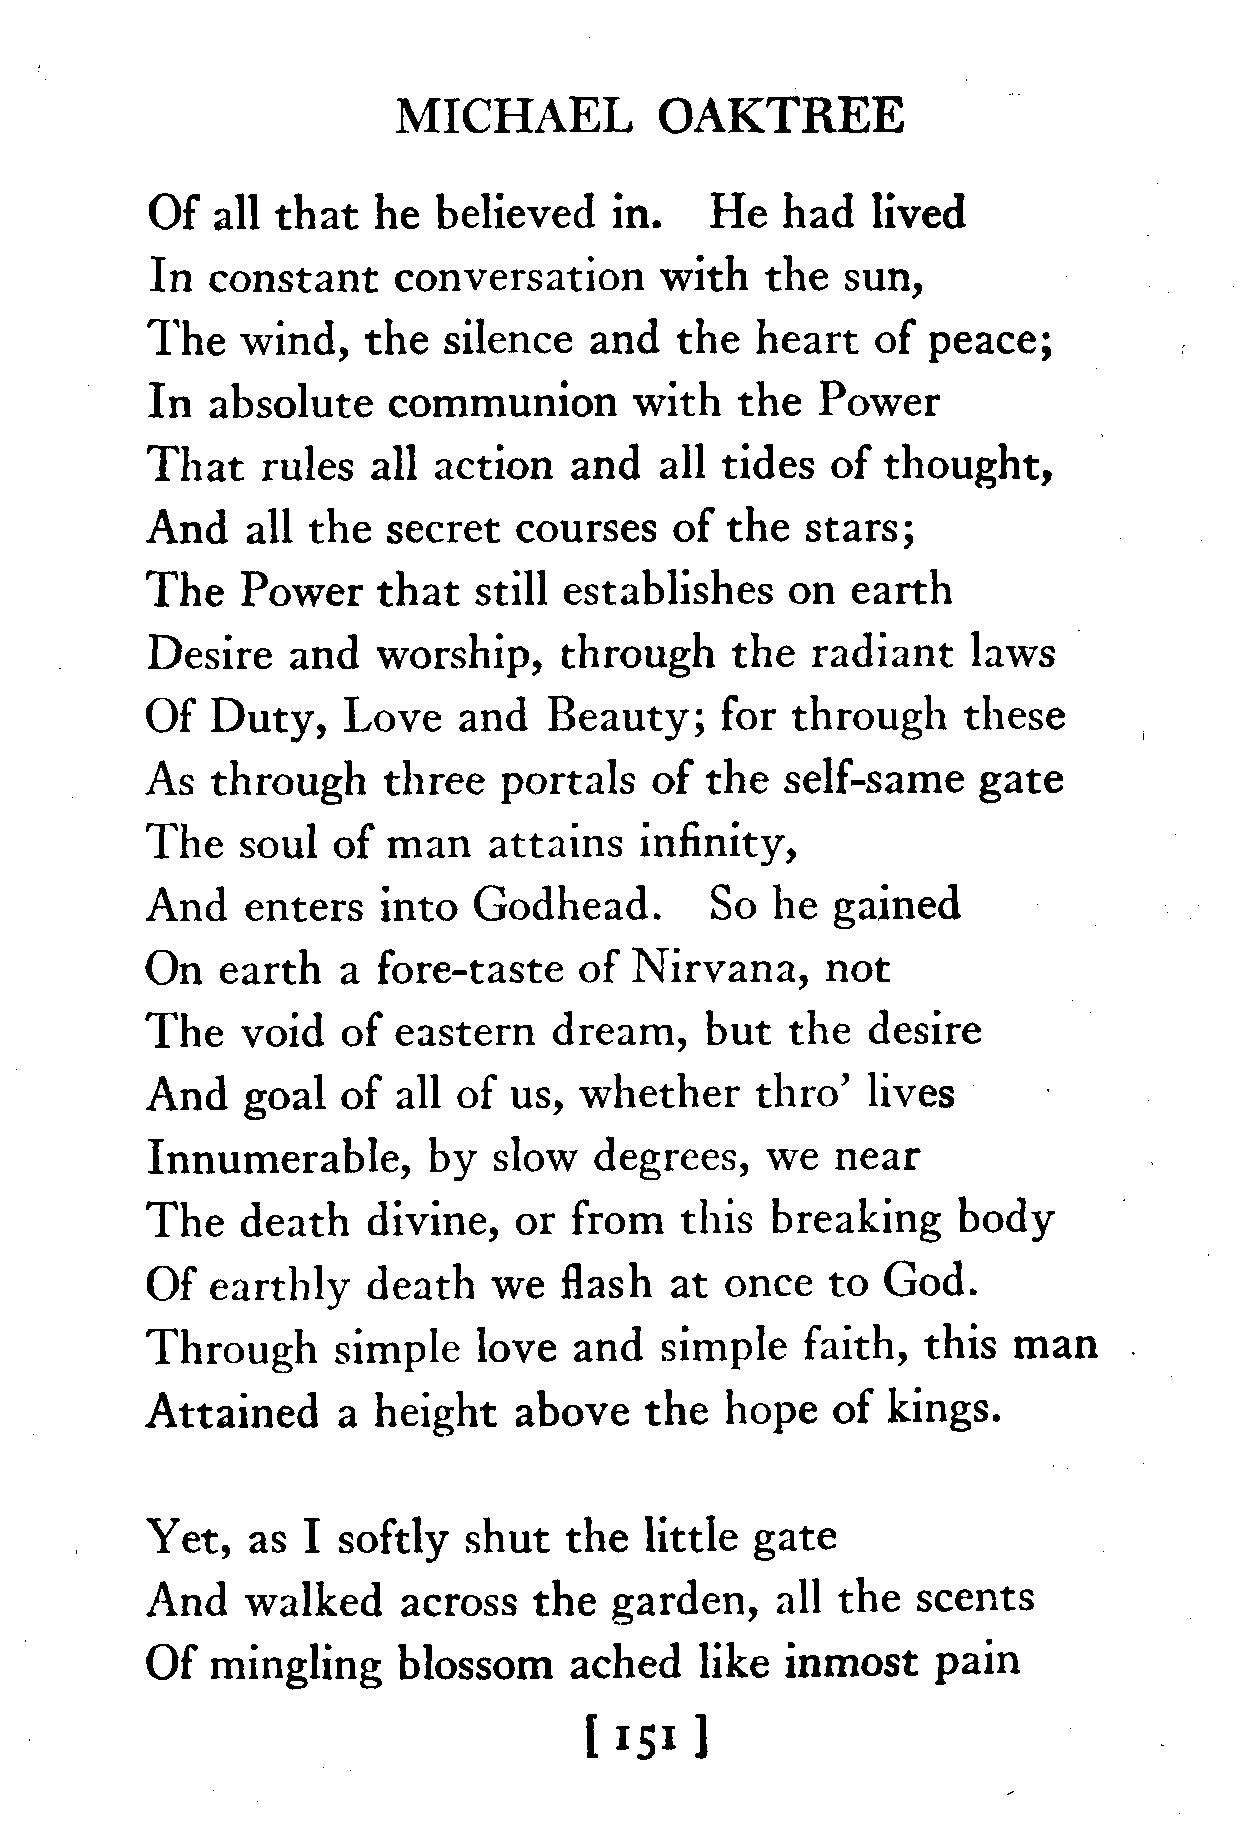 MICHAEL OAKTREE
Of all that he believed in. He had lived
In constant conversation with the sun,
The wind, the silence and the heart of peace;
In absolute communion with the Power
That rules all action and all tides of thought,
And all the secret courses of the stars;
The Power that still establishes on earth
Desire and worship, through the radiant laws
Of Duty, Love and Beauty; for through these
As through three portals of the self-same gate
The soul of man attains infinity,
And enters into Godhead. So he gained
On earth a fore-taste of Nirvana, not
The void of eastern dream, but the desire
And goal of all of us, whether thro' lives
Innumerable, by slow degrees, we near
The death divine, or from this breaking body
Of earthly death we flash at once to God.
Through simple love and simple faith, this man
Attained a height above the hope of kings.
Yet, as I softly shut the little gate
And walked across the garden, all the scents
Of mingling blossom ached like inmost pain
[ 151 ]